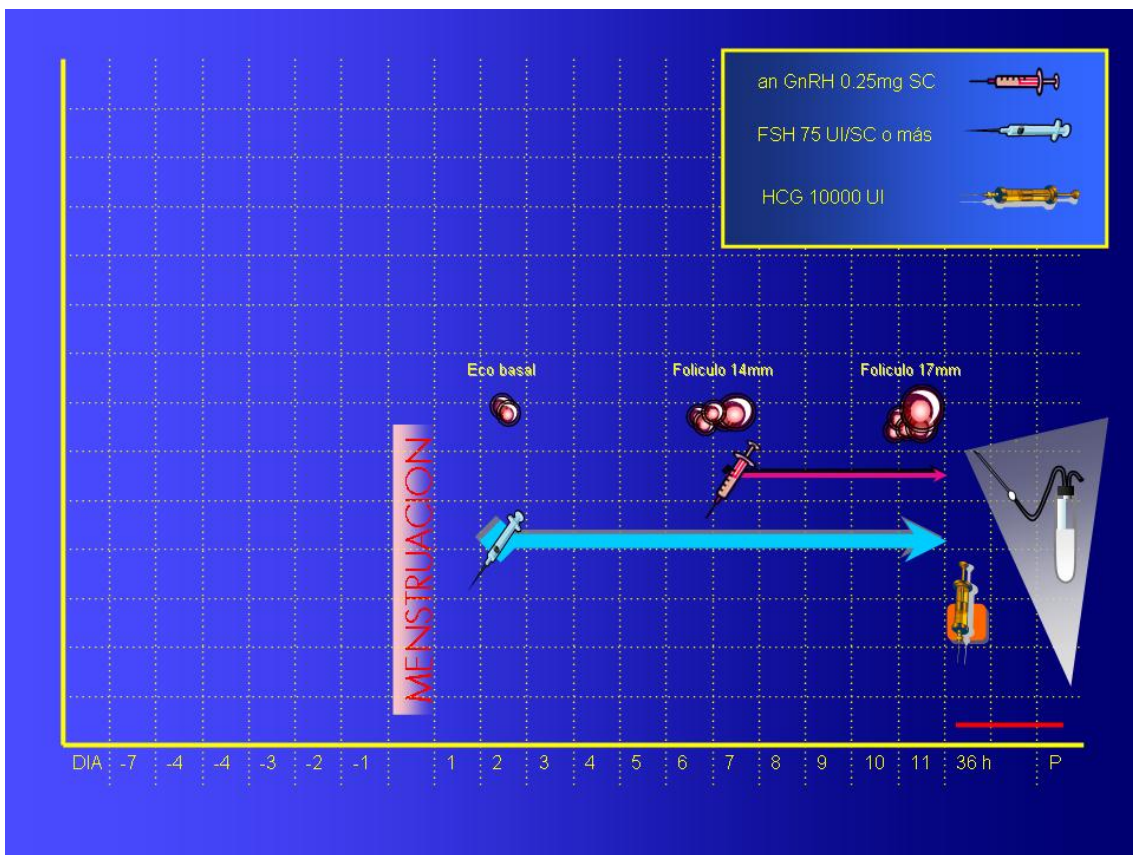 an GnRH 0.25mg SC
FSH 75 UI/SC o más
HCG 10000 UI
Eco basal
Foliculo 14mm
Foliculo 17mm
MENSTRUACION
DIA -7 -4 -4 -3 -2 -1 1 2 3 4 5 6 7 8 9 10 11 36 h P